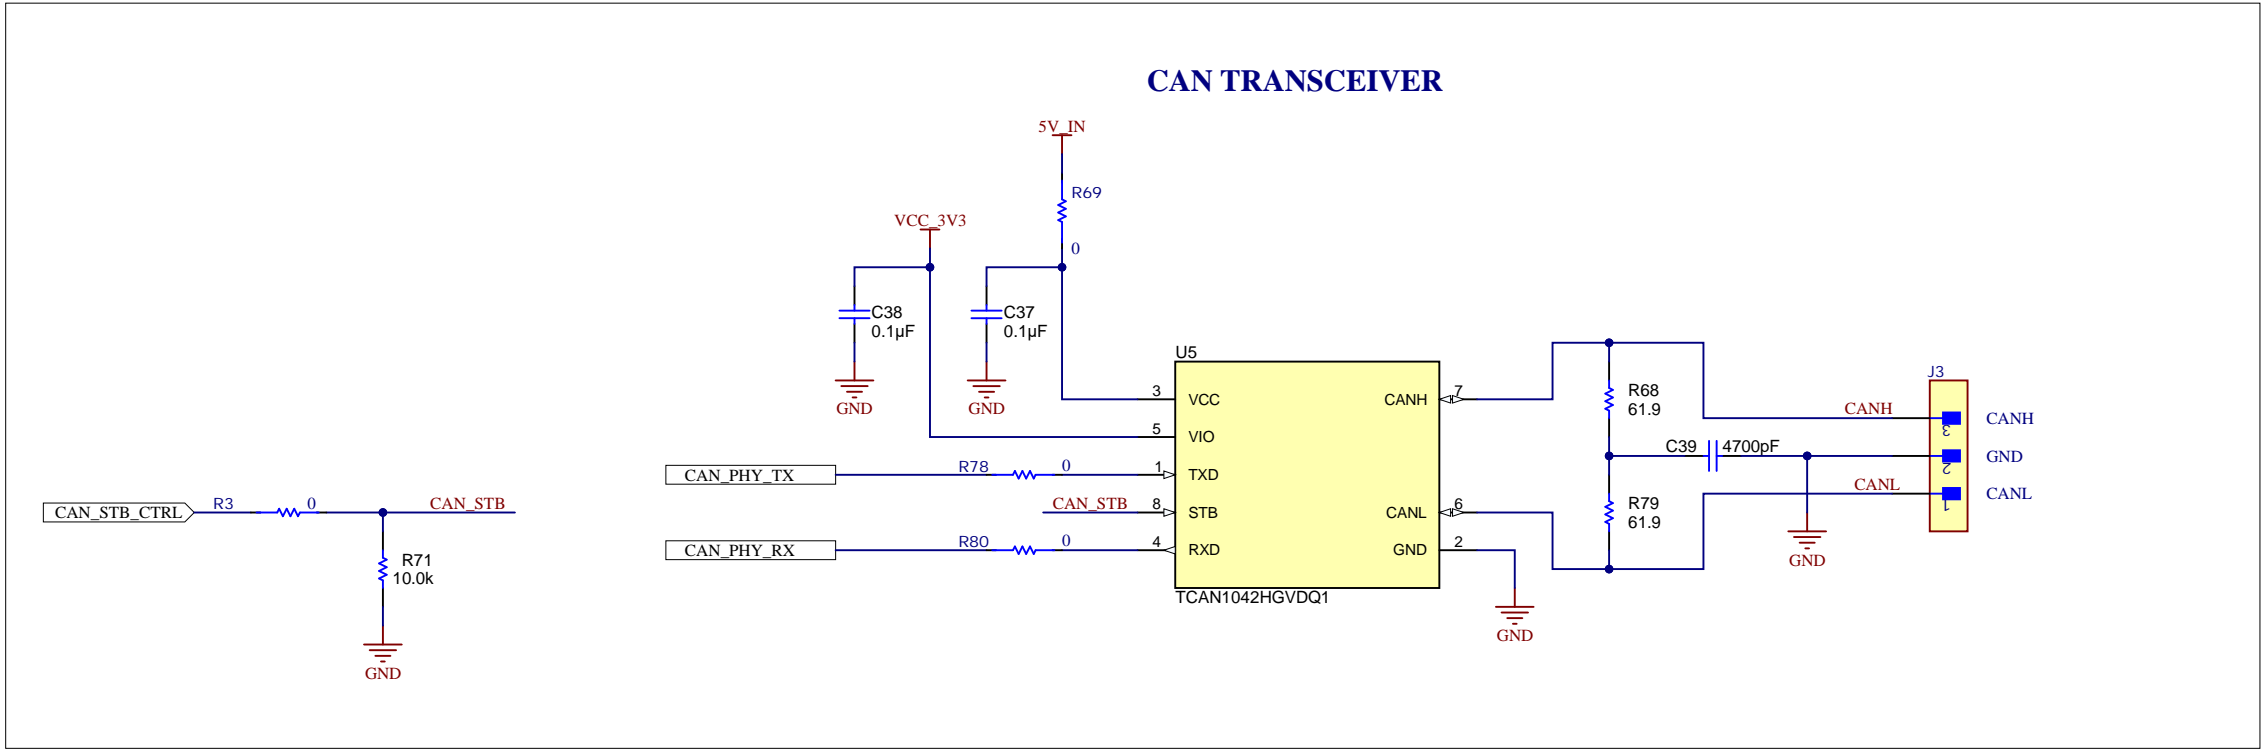 CAN TRANSCEIVER
5V_IN
R69
0
VCC_3V3
C38
0.1µF
GND
C37
0.1µF
GND
U5
3
VCC
5
VIO
1
TXD
8
STB
4
RXD
CANH
7
CANL
6
GND
2
TCAN1042HGVDQ1
GND
CAN_PHY_TX
R78
0
CAN_STB
CAN_PHY_RX
R80
0
CAN_STB_CTRL
R3
0
CAN_STB
R71
10.0k
GND
R68
61.9
C39
4700pF
R79
61.9
GND
J3
CANH
3
CANH
2
GND
CANL
1
CANL